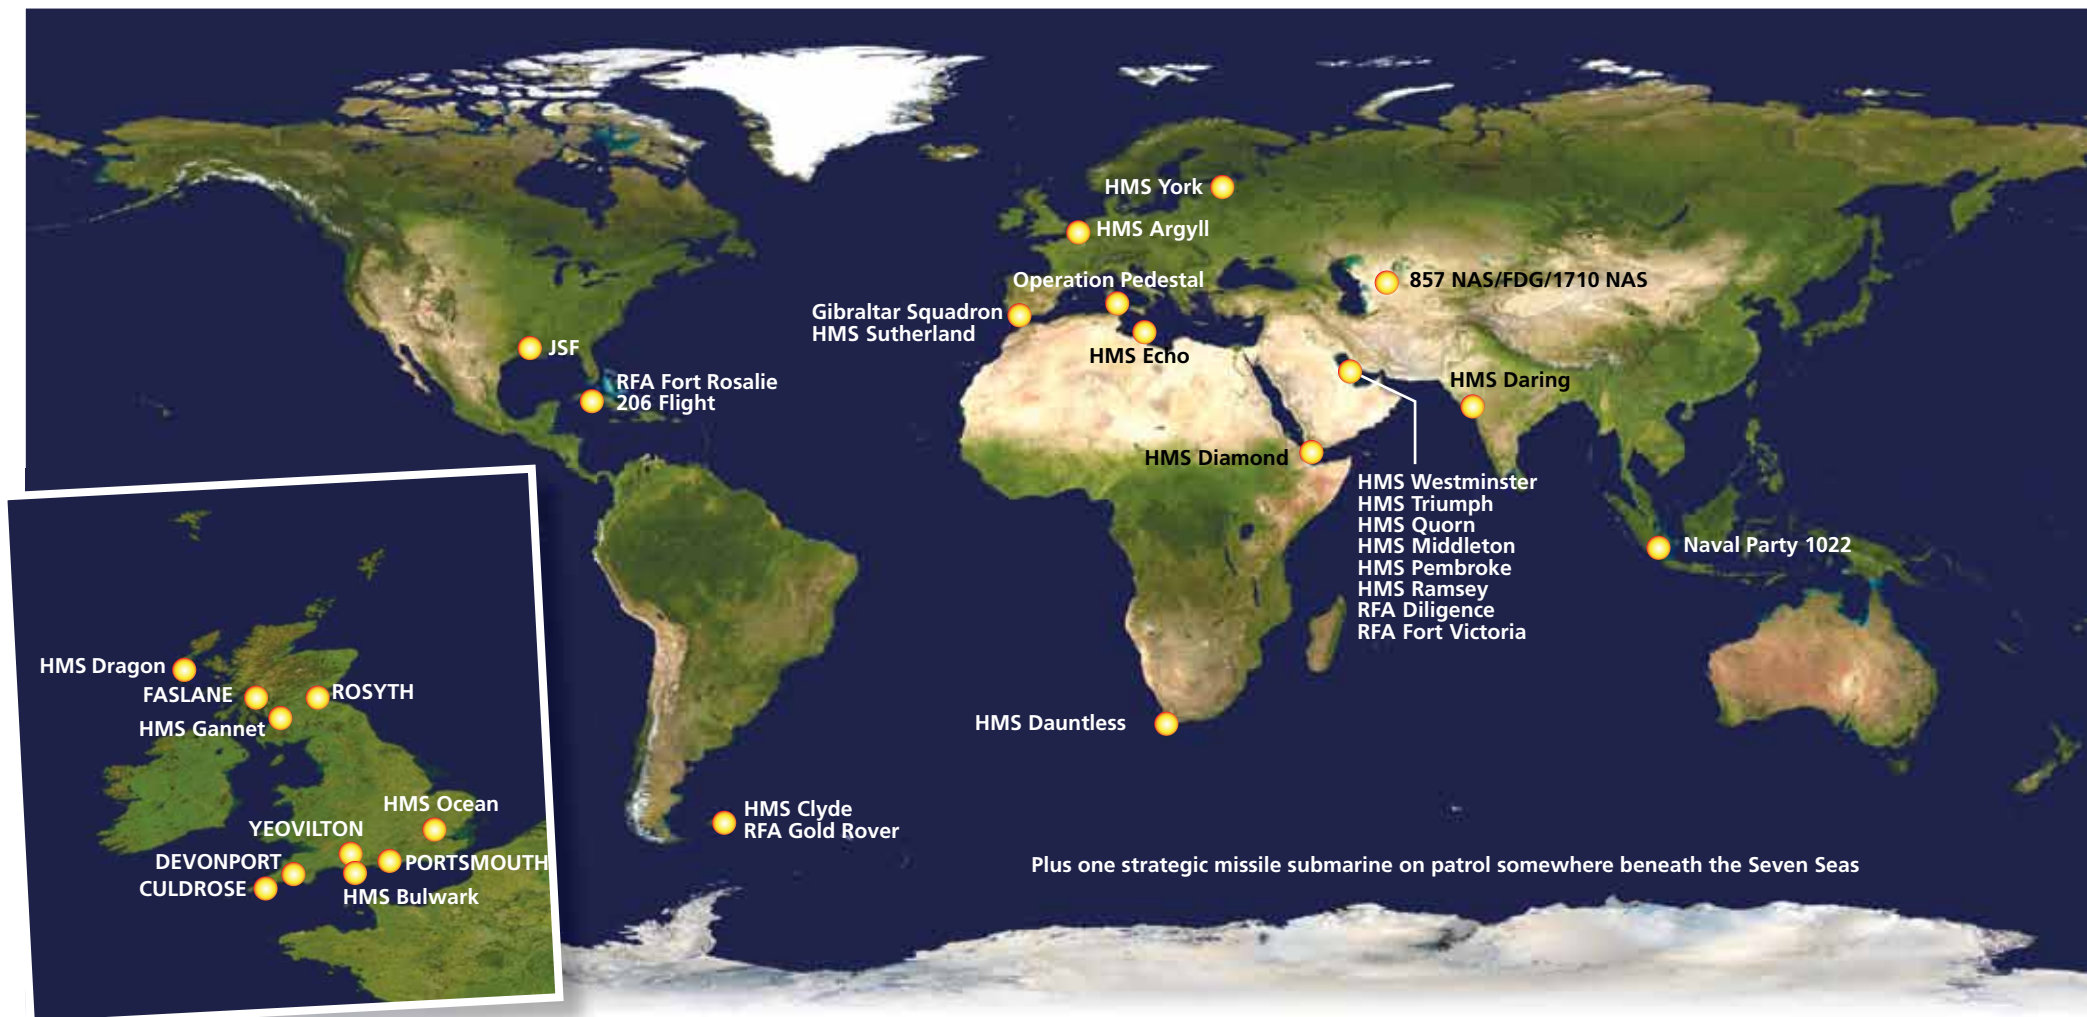 HMS York
HMS Argyll
Operation Pedestal
857 NAS/FDG/1710 NAS
Gibraltar Squadron
HMS Sutherland
JSF
HMS Echo
RFA Fort Rosalie
206 Flight
HMS Daring
HMS Diamond
HMS Westminster
HMS Triumph
HMS Quorn
HMS Middleton
HMS Pembroke
HMS Ramsey
RFA Diligence
RFA Fort Victoria
Naval Party 1022
HMS Dauntless
HMS Clyde
RFA Gold Rover
Plus one strategic missile submarine on patrol somewhere beneath the Seven Seas
HMS Dragon
FASLANE
ROSYTH
HMS Gannet
HMS Ocean
YEOVILTON
DEVONPORT
PORTSMOUTH
CULDROSE
HMS Bulwark